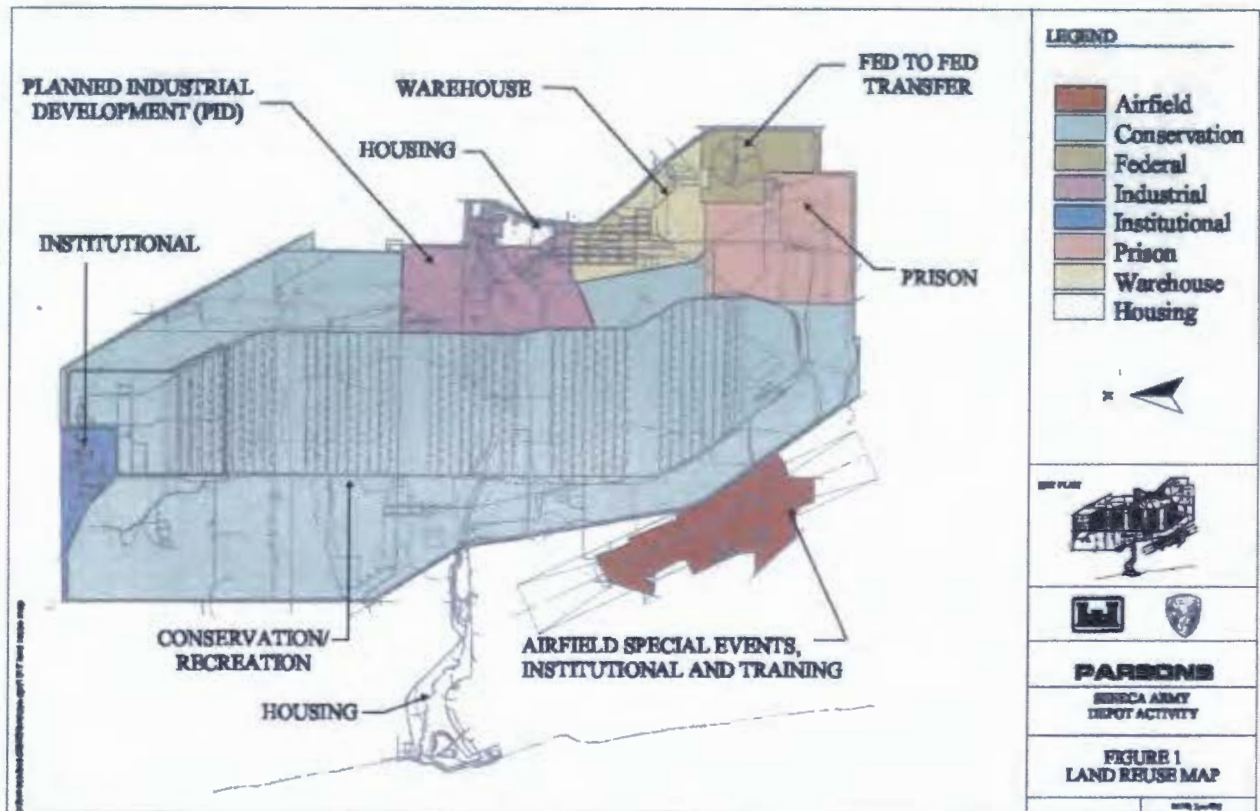 PLANNED INDUSTRIAL
DEVELOPMENT (PID)
WAREHOUSE
FED TO FED
TRANSFER
HOUSING
INSTITUTIONAL
PRISON
CONSERVATION/
RECREATION
AIRFIELD SPECIAL EVENTS,
INSTITUTIONAL AND TRAINING
HOUSING
LEGEND
Airfield
Conservation
Federal
Industrial
Institutional
Prison
Warehouse
Housing
PARSONS
SENECA ARMY
DEPOT ACTIVITY
FIGURE 1
LAND REUSE MAP